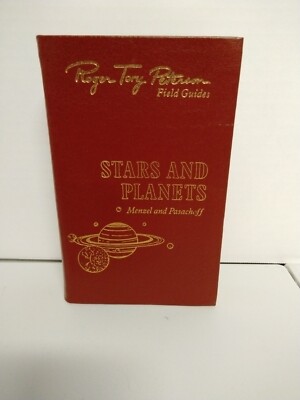 Roger Tory Peterson
Field Guides
STARS AND
PLANETS
Menzel and Pasachoff